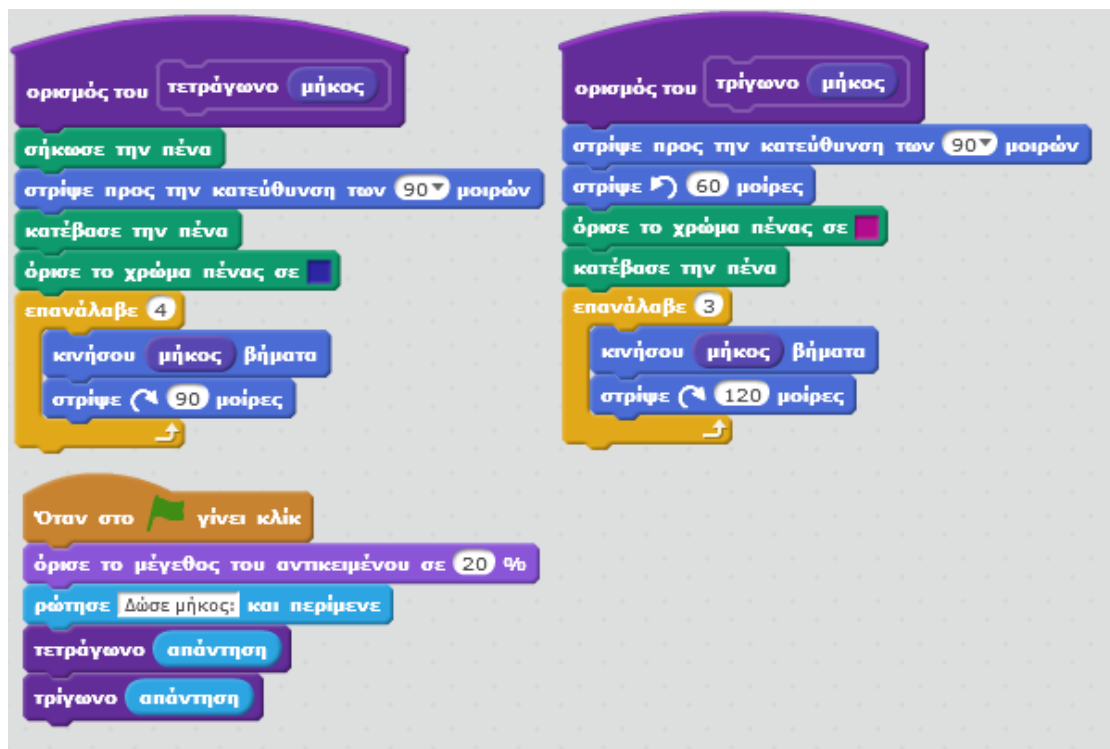 ορισμός του τετράγωνο μήκος
σήκωσε την πένα
στρίψε προς την κατεύθυνση των 90 μοιρών
κατέβασε την πένα
όρισε το χρώμα πένας σε
επανάλαβε 4
κινήσου μήκος βήματα
στρίψε 90 μοίρες
ορισμός του τρίγωνο μήκος
στρίψε προς την κατεύθυνση των 90 μοιρών
στρίψε 60 μοίρες
όρισε το χρώμα πένας σε
κατέβασε την πένα
επανάλαβε 3
κινήσου μήκος βήματα
στρίψε 120 μοίρες
Όταν στο γίνει κλίκ
όρισε το μέγεθος του αντικειμένου σε 20 %
ρώτησε Δώσε μήκος: και περίμενε
τετράγωνο απάντηση
τρίγωνο απάντηση